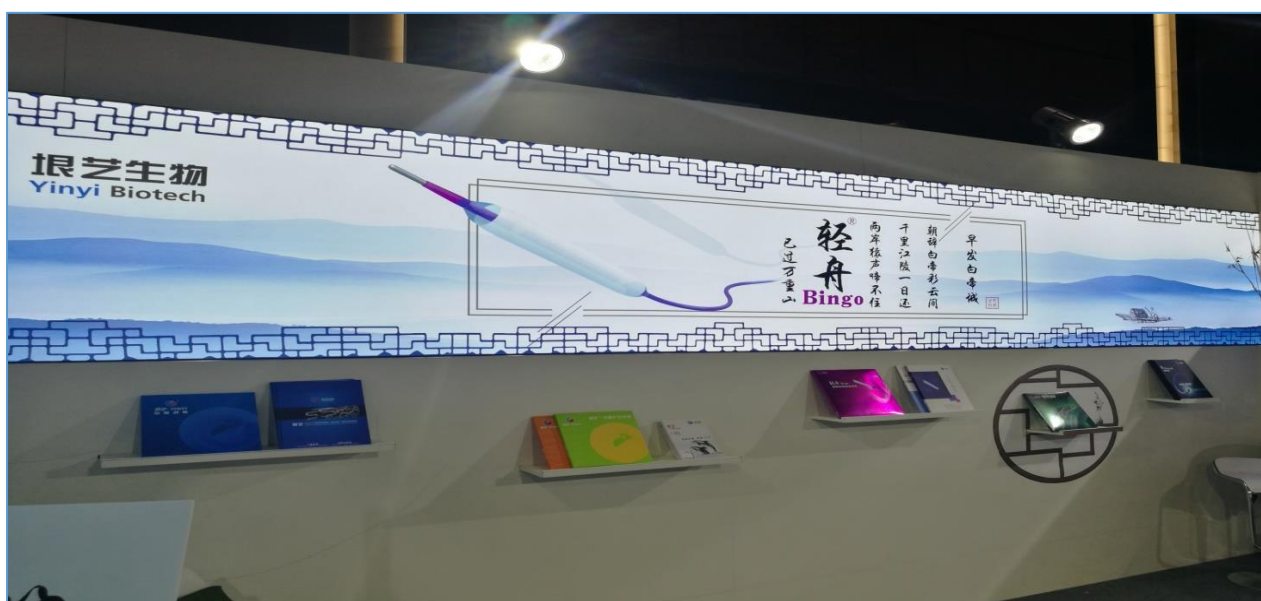 垠艺生物
Yinyi Biotech
早发白帝城
朝辞白帝彩云间
千里江陵一日还
两岸猿声啼不住
轻舟®
Bingo
已过万重山